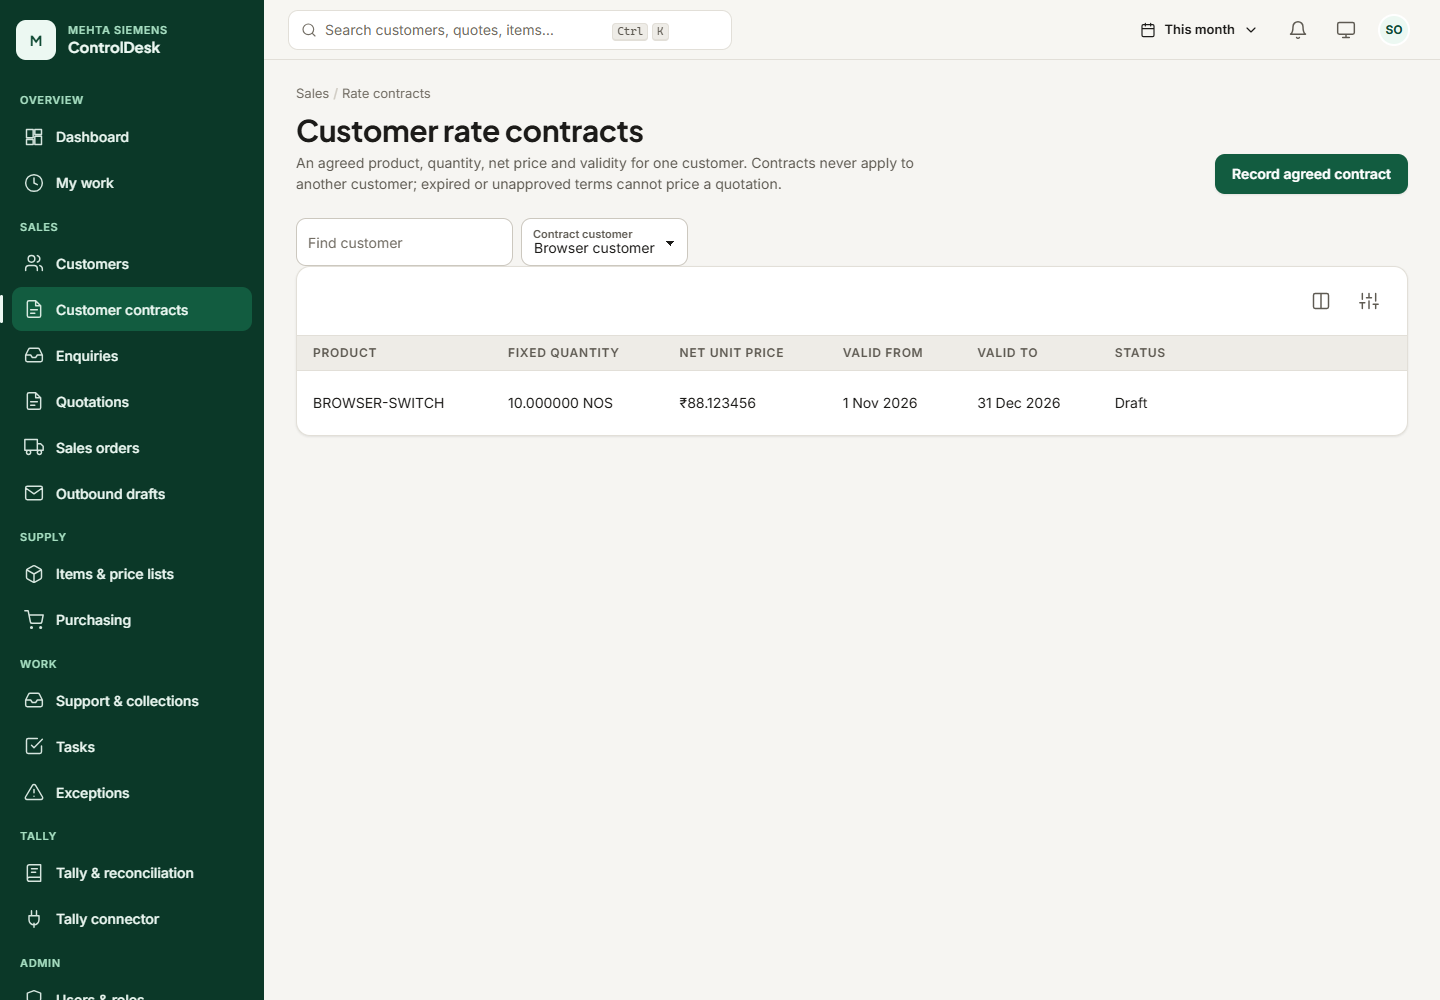 M
MEHTA SIEMENS
ControlDesk
OVERVIEW
Dashboard
My work
SALES
Customers
Customer contracts
Enquiries
Quotations
Sales orders
Outbound drafts
SUPPLY
Items & price lists
Purchasing
WORK
Support & collections
Tasks
Exceptions
TALLY
Tally & reconciliation
Tally connector
ADMIN
Users & roles
Search customers, quotes, items... Ctrl K
This month
SO
Sales / Rate contracts
Customer rate contracts
An agreed product, quantity, net price and validity for one customer. Contracts never apply to
another customer; expired or unapproved terms cannot price a quotation.
Record agreed contract
Find customer
Contract customer
Browser customer
PRODUCT FIXED QUANTITY NET UNIT PRICE VALID FROM VALID TO STATUS
BROWSER-SWITCH 10.000000 NOS ₹88.123456 1 Nov 2026 31 Dec 2026 Draft